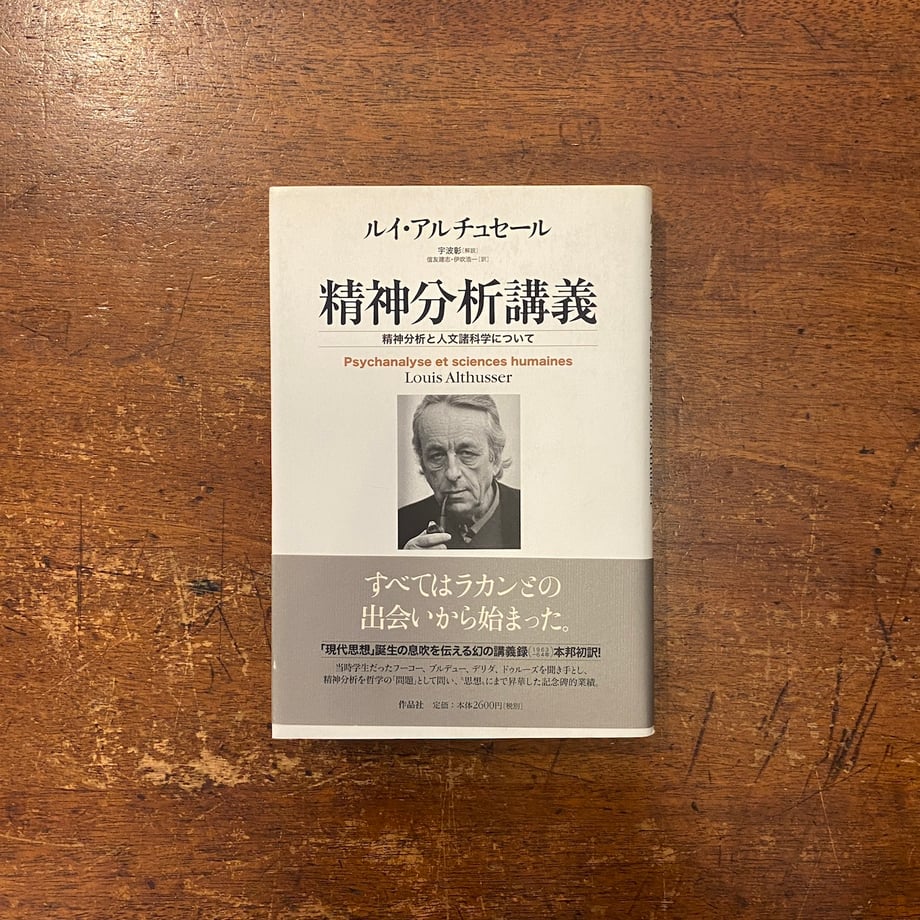 ルイ・アルチュセール
宇波彰［解説］
信友建志・伊吹浩一［訳］
精神分析講義
精神分析と人文諸科学について
Psychanalyse et sciences humaines
Louis Althusser
すべてはラカンとの
出会いから始まった。
「現代思想」誕生の息吹を伝える幻の講義録（1963〜64年）本邦初訳!
当時学生だったフーコー、ブルデュー、デリダ、ドゥルーズを聞き手とし、
精神分析を哲学の「問題」として問い、〝思想〟にまで昇華した記念碑的業績。
作品社 定価：本体2600円［税別］